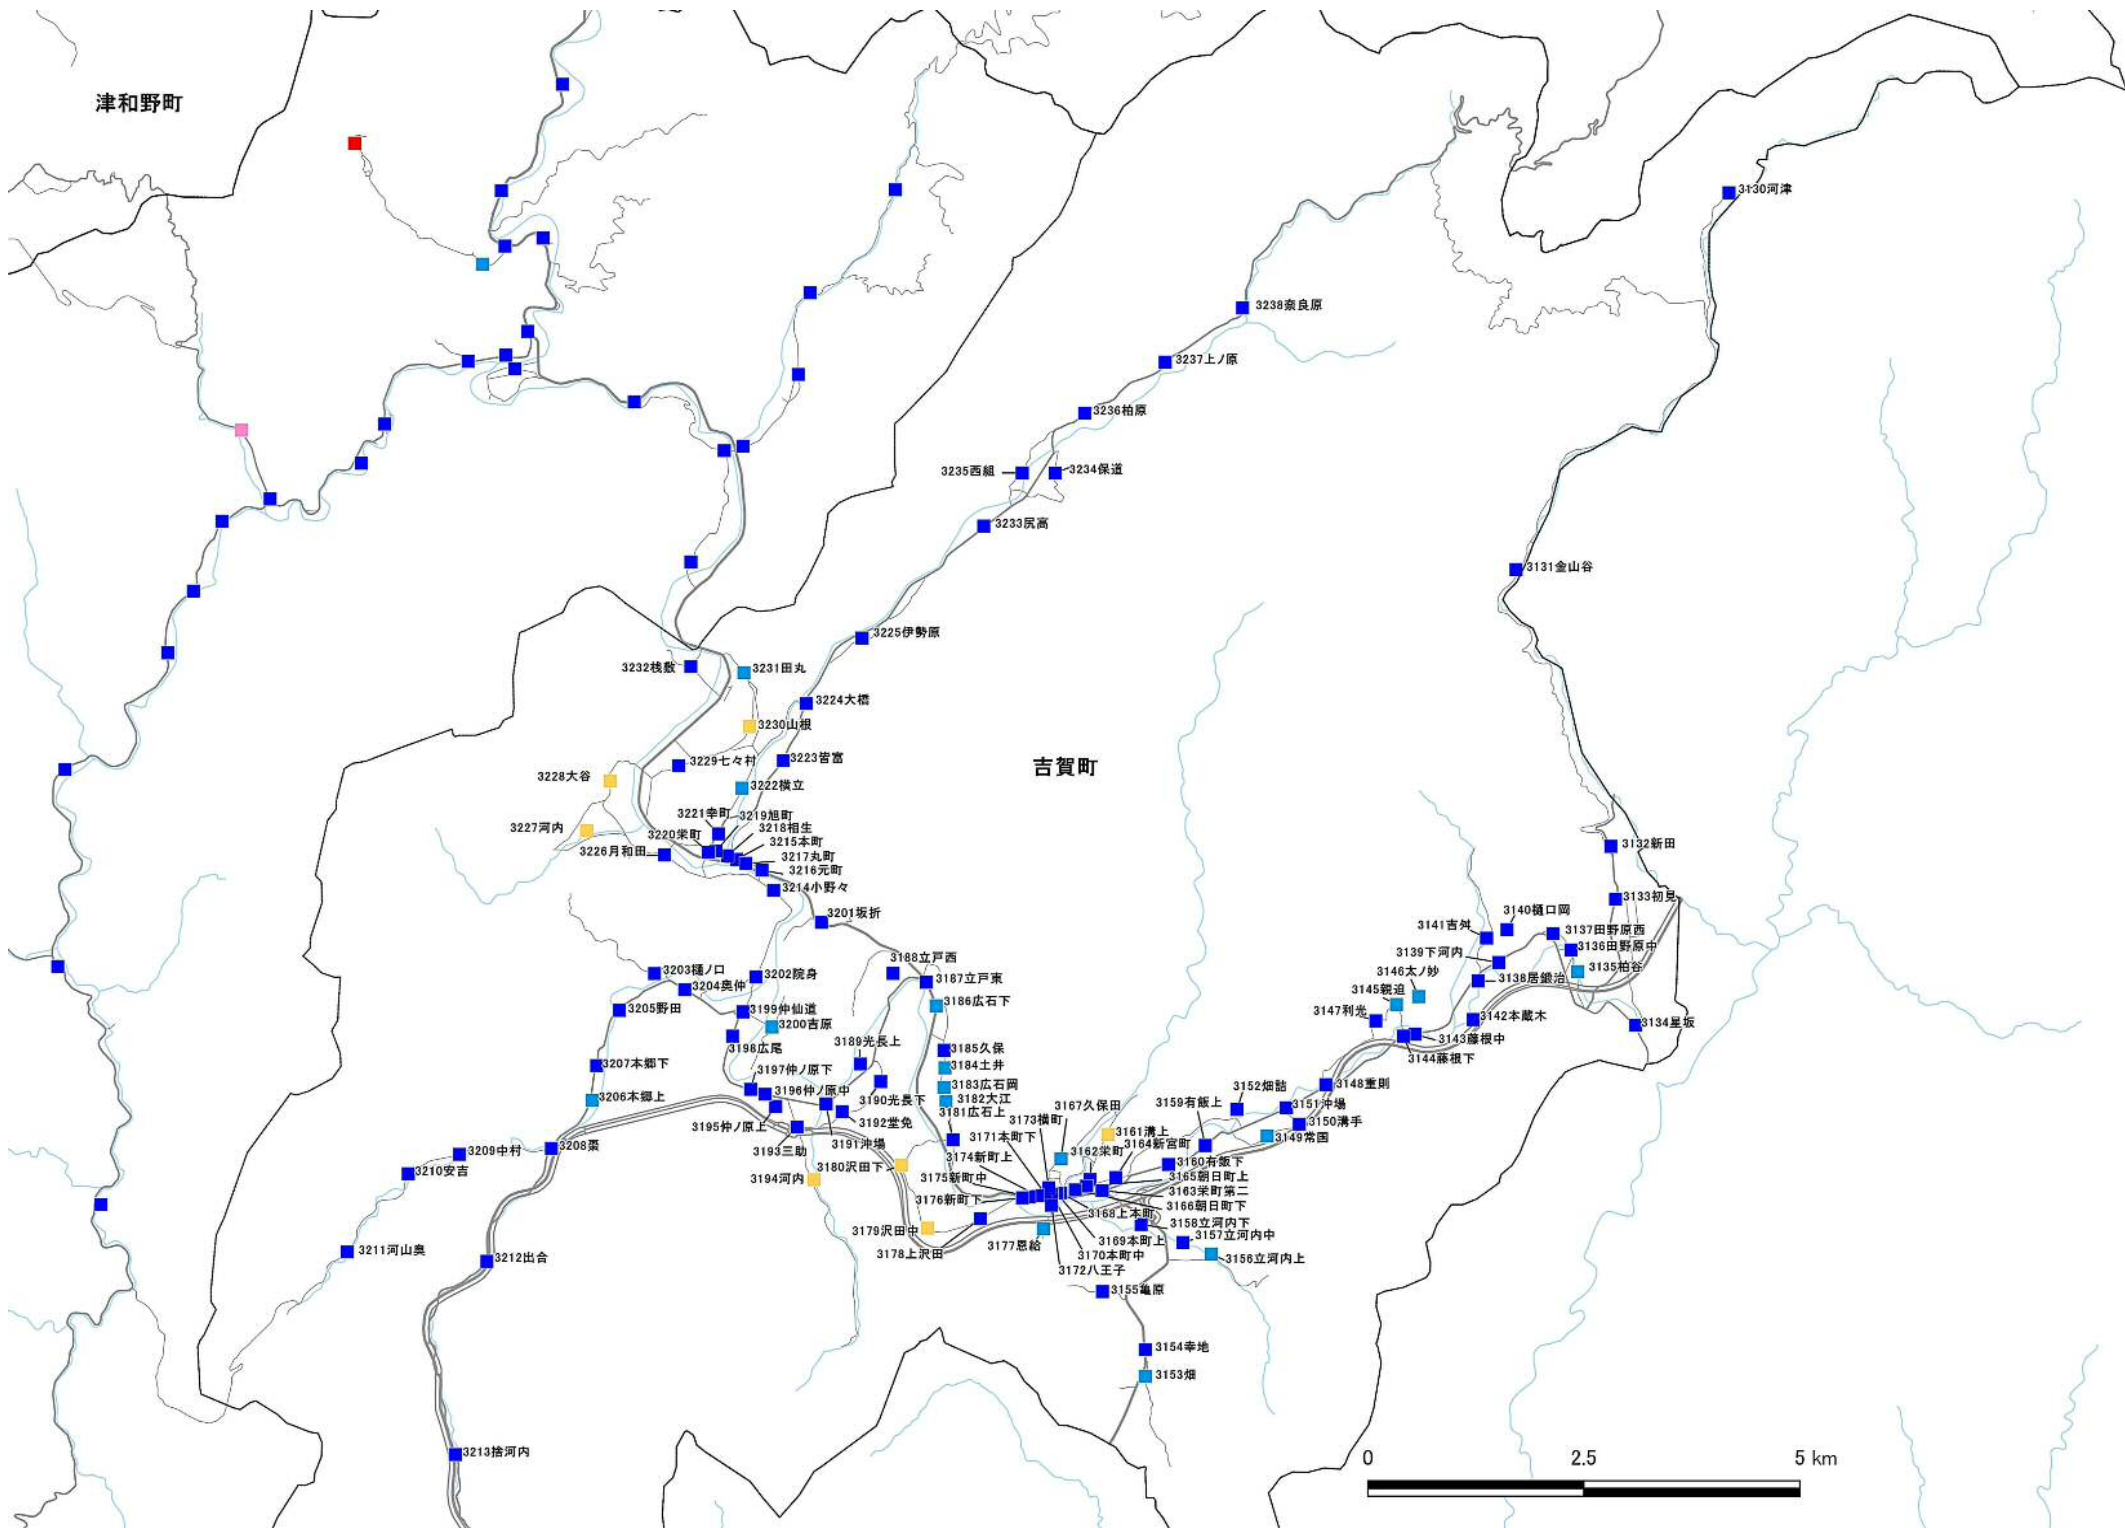 津和野町
3130河津
3238奈良原
3237上ノ原
3236柏原
3235西組
3234保道
3233尻高
3131金山谷
3225伊勢原
3232桟敷
3231田丸
3224大橋
3230山根
吉賀町
3229七々村
3223皆富
3228大谷
3222横立
3221幸町
3219旭町
3227河内
3220栄町
3218相生
3215本町
3226月和田
3217丸町
3216元町
3132新田
3214小野々
3133初見
3201坂折
3140樋口岡
3141吉舛
3137田野原西
3136田野原中
3139下河内
3188立戸西
3135柏谷
3203樋ノ口
3202院身
3187立戸東
3146太ノ妙
3138居鍛治
3204奥仲
3186広石下
3145親迫
3205野田
3199仲仙道
3147利光
3142本蔵木
3200吉原
3134星坂
3198広尾
3189光長上
3185久保
3143藤根中
3144藤根下
3207本郷下
3197仲ノ原下
3184土井
3183広石岡
3152畑詰
3148重則
3206本郷上
3196仲ノ原中
3190光長下
3182大江
3167久保田
3159有飯上
3151沖場
3181広石上
3173横町
3195仲ノ原上
3192堂免
3150溝手
3161溝上
3171本町下
3164新宮町
3149常国
3191沖場
3208棗
3209中村
3193三助
3162栄町
3174新町上
3160有飯下
3180沢田下
3210安吉
3194河内
3175新町中
3165朝日町上
3163栄町第二
3176新町下
3166朝日町下
3168上本町
3179沢田中
3158立河内下
3157立河内中
3169本町上
3177恩給
3211河山奥
3178上沢田
3170本町中
3156立河内上
3212出合
3172八王子
3155亀原
3154幸地
3153畑
3213捨河内
0 2.5 5 km